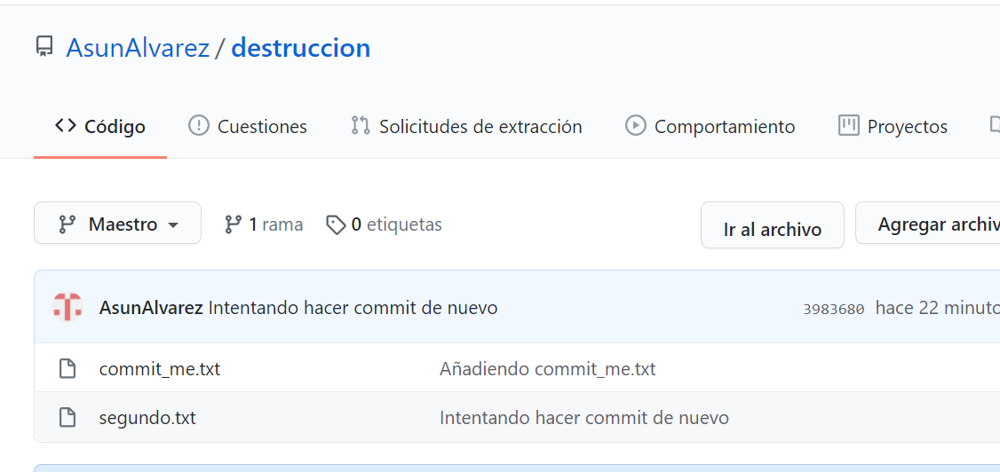 AsunAlvarez / destruccion
Código Cuestiones Solicitudes de extracción Comportamiento Proyectos
Maestro 1 rama 0 etiquetas Ir al archivo Agregar archiv
AsunAlvarez Intentando hacer commit de nuevo 3983680 hace 22 minuto
commit_me.txt Añadiendo commit_me.txt
segundo.txt Intentando hacer commit de nuevo